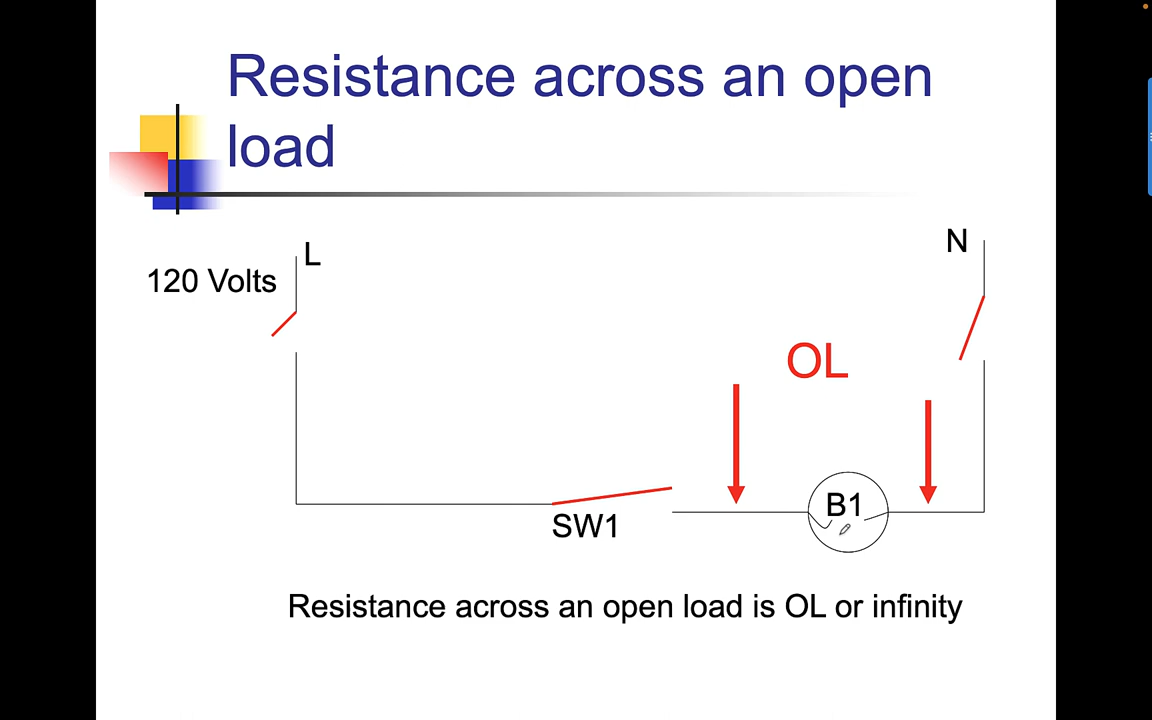 Resistance across an open
load
L
N
120 Volts
OL
B1
SW1
Resistance across an open load is OL or infinity